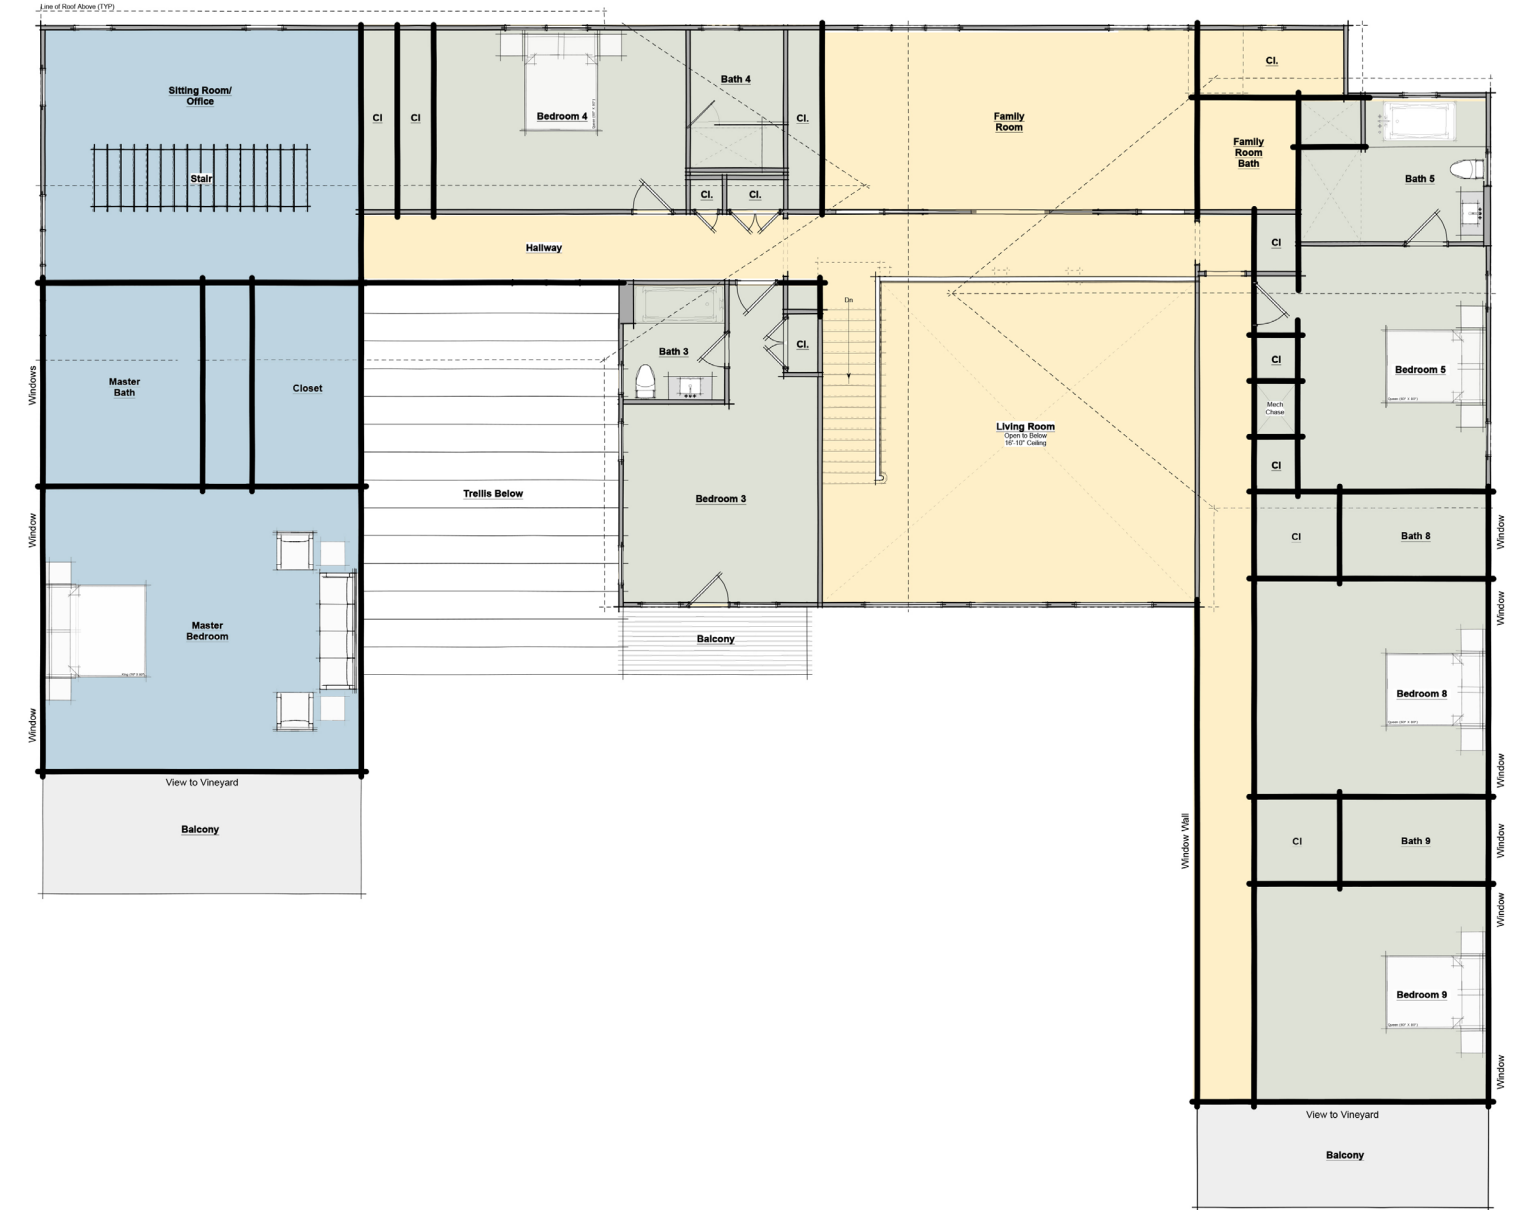 Line of Roof Above (TYP)
Sitting Room/
Office
Stair
Cl
Cl
Bedroom 4
Bath 4
Cl.
Cl.
Cl.
Family
Room
Cl.
Family
Room
Bath
Bath 5
Hallway
Cl
Dn
Windows
Master
Bath
Closet
Bath 3
Cl.
Cl
Mech
Chase
Cl
Bedroom 5
Living Room
Open to Below
16'-10" Ceiling
Trellis Below
Bedroom 3
Window
Cl
Bath 8
Window
Window
Master
Bedroom
Balcony
Bedroom 8
Window
View to Vineyard
Window
Balcony
Window Wall
Cl
Bath 9
Window
Window
Bedroom 9
Window
View to Vineyard
Balcony